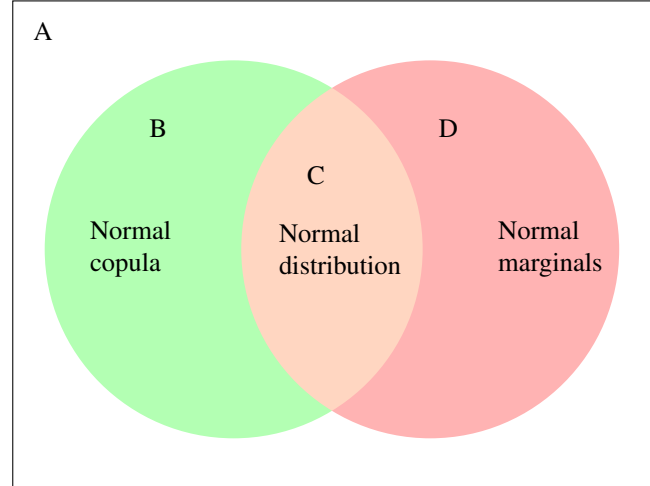 A
B
D
C
Normal
copula
Normal
distribution
Normal
marginals